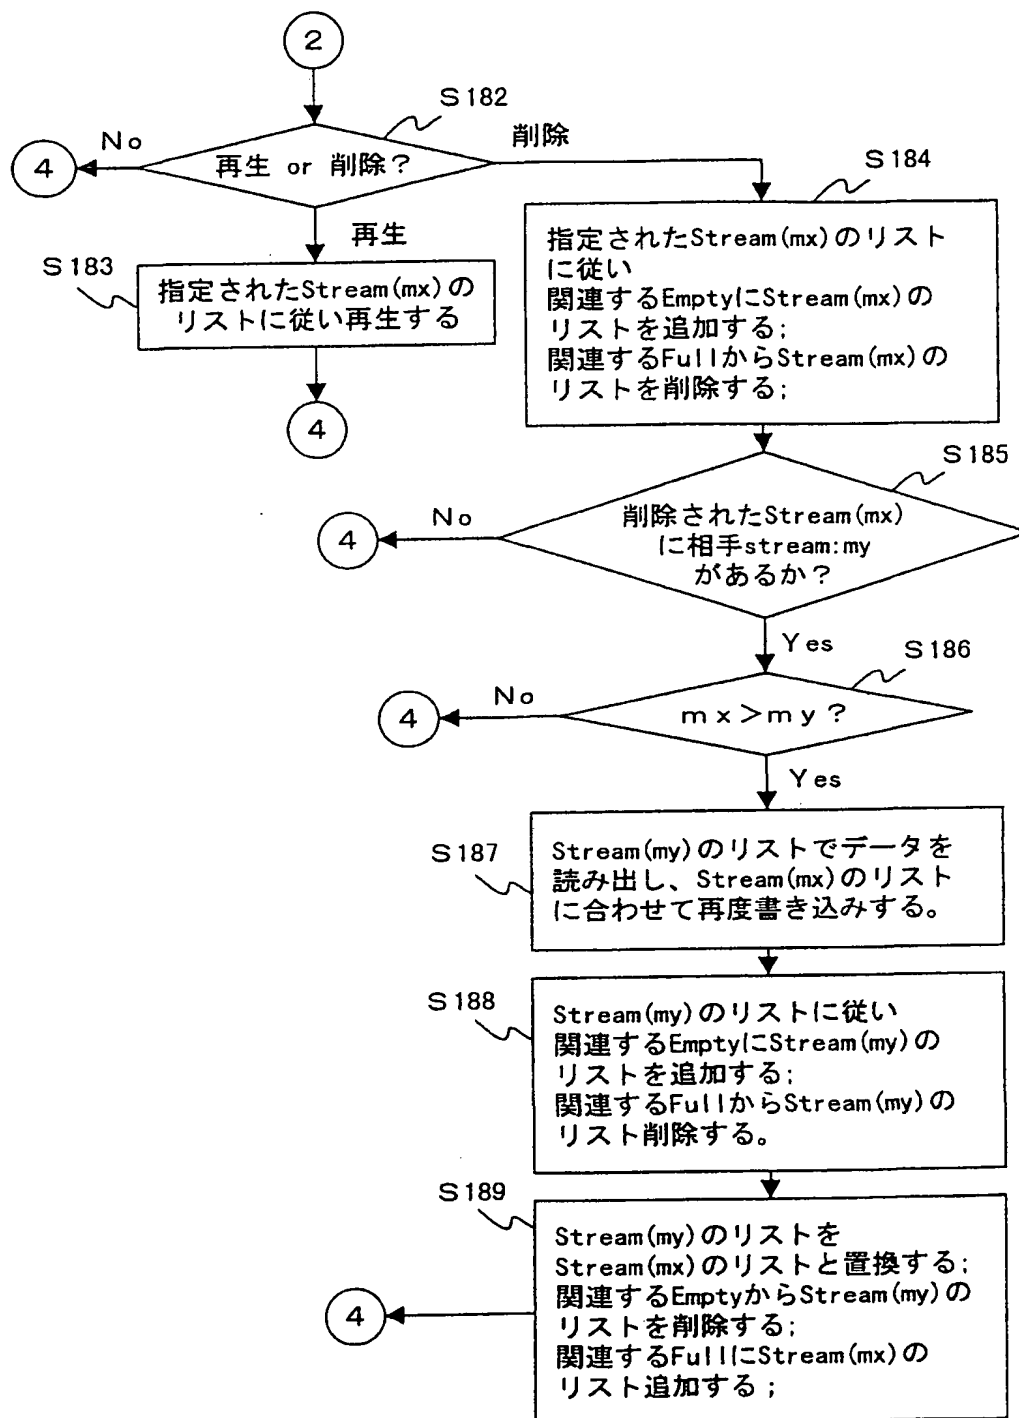 2
S182
No
削除
4
再生 or 削除?
S184
再生
S183
指定されたStream(mx)の
リストに従い再生する
指定されたStream(mx)のリスト
に従い
関連するEmptyにStream(mx)の
リストを追加する;
関連するFullからStream(mx)の
リストを削除する;
4
S185
No
4
削除されたStream(mx)
に相手stream:my
があるか?
Yes
S186
No
4
mx>my?
Yes
S187
Stream(my)のリストでデータを
読み出し、Stream(mx)のリスト
に合わせて再度書き込みする。
S188
Stream(my)のリストに従い
関連するEmptyにStream(my)の
リストを追加する;
関連するFullからStream(my)の
リスト削除する。
S189
Stream(my)のリストを
Stream(mx)のリストと置換する;
関連するEmptyからStream(my)の
リストを削除する;
関連するFullにStream(mx)の
リスト追加する;
4